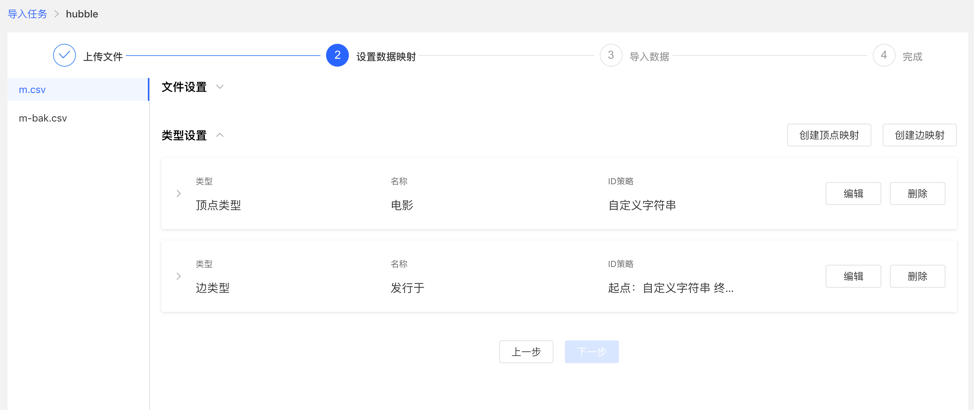 导入任务 > hubble
上传文件 2 设置数据映射 3 导入数据 4 完成
m.csv
m-bak.csv
文件设置
类型设置 创建顶点映射 创建边映射
类型 名称 ID策略
顶点类型 电影 自定义字符串 编辑 删除
类型 名称 ID策略
边类型 发行于 起点：自定义字符串 终... 编辑 删除
上一步 下一步